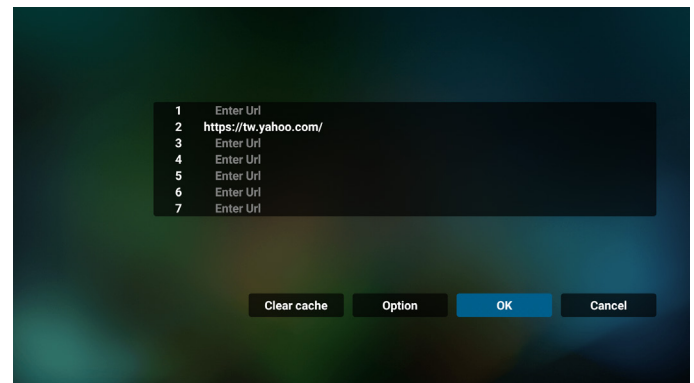 1 Enter Url
2 https://tw.yahoo.com/
3 Enter Url
4 Enter Url
5 Enter Url
6 Enter Url
7 Enter Url
Clear cache Option OK Cancel